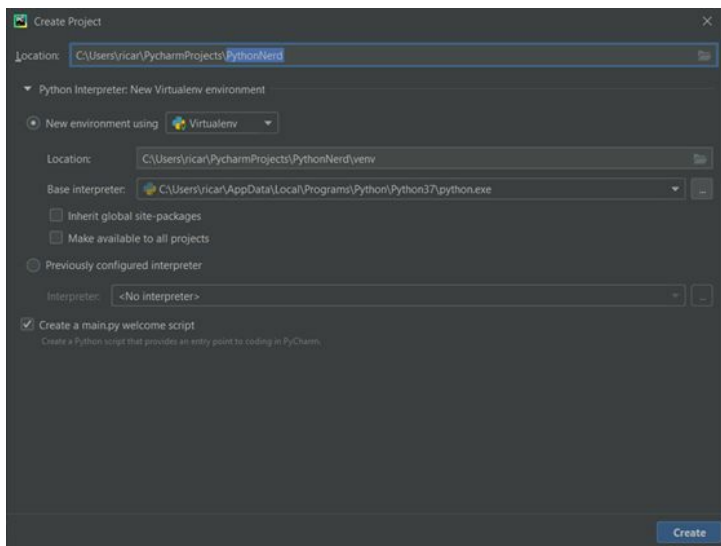 Create Project
Location: C:\Users\ricar\PycharmProjects\PythonNerd
Python Interpreter: New Virtualenv environment
New environment using Virtualenv
Location: C:\Users\ricar\PycharmProjects\PythonNerd\venv
Base interpreter: C:\Users\ricar\AppData\Local\Programs\Python\Python37\python.exe ...
Inherit global site-packages
Make available to all projects
Previously configured interpreter
Interpreter: <No interpreter> ...
Create a main.py welcome script
Create a Python script that provides an entry point to coding in PyCharm.
Create